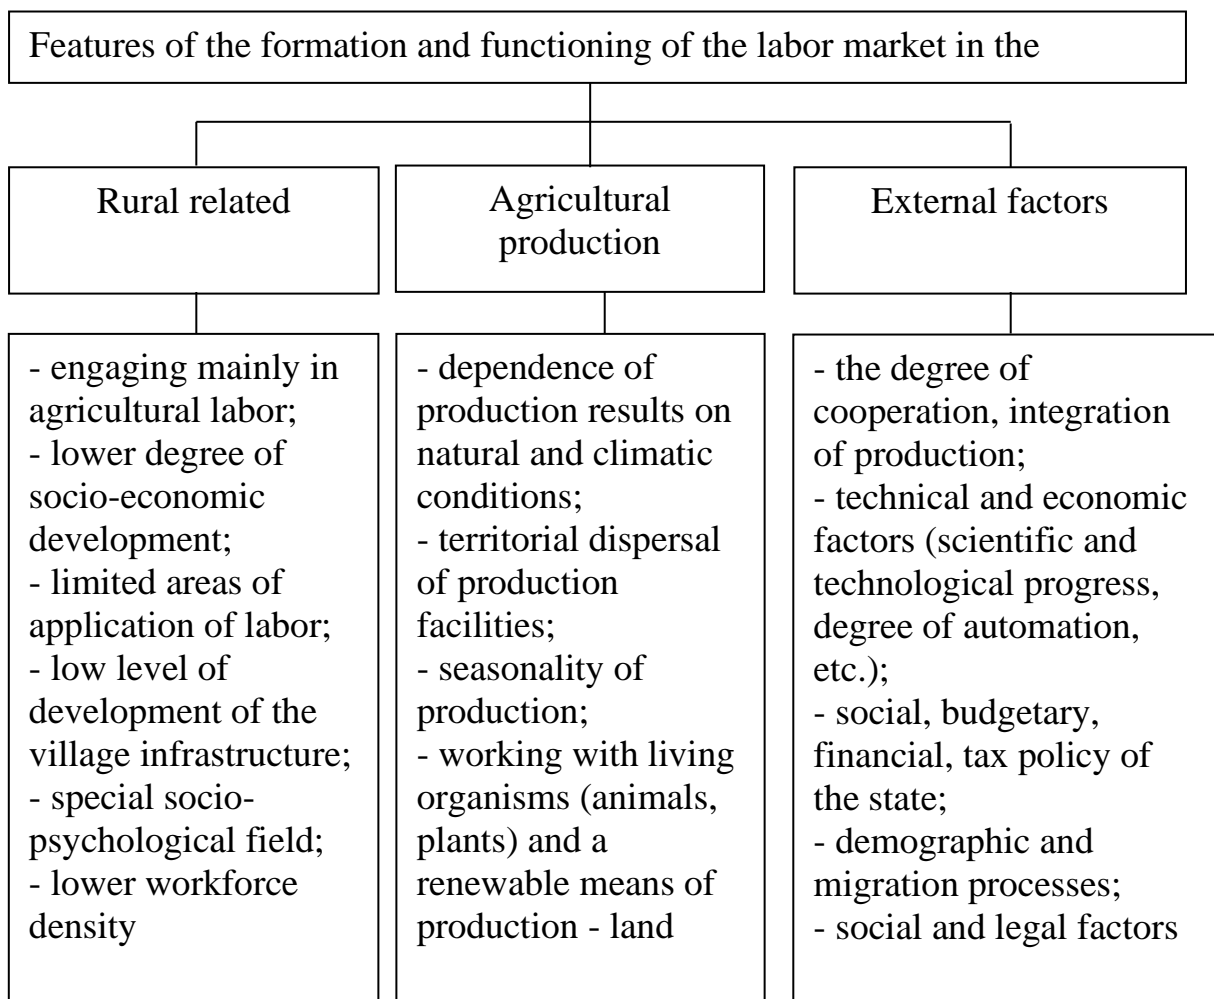 Features of the formation and functioning of the labor market in the
Rural related
Agricultural
production
External factors
- engaging mainly in
agricultural labor;
- lower degree of
socio-economic
development;
- limited areas of
application of labor;
- low level of
development of the
village infrastructure;
- special socio-
psychological field;
- lower workforce
density
- dependence of
production results on
natural and climatic
conditions;
- territorial dispersal
of production
facilities;
- seasonality of
production;
- working with living
organisms (animals,
plants) and a
renewable means of
production - land
- the degree of
cooperation, integration
of production;
- technical and economic
factors (scientific and
technological progress,
degree of automation,
etc.);
- social, budgetary,
financial, tax policy of
the state;
- demographic and
migration processes;
- social and legal factors